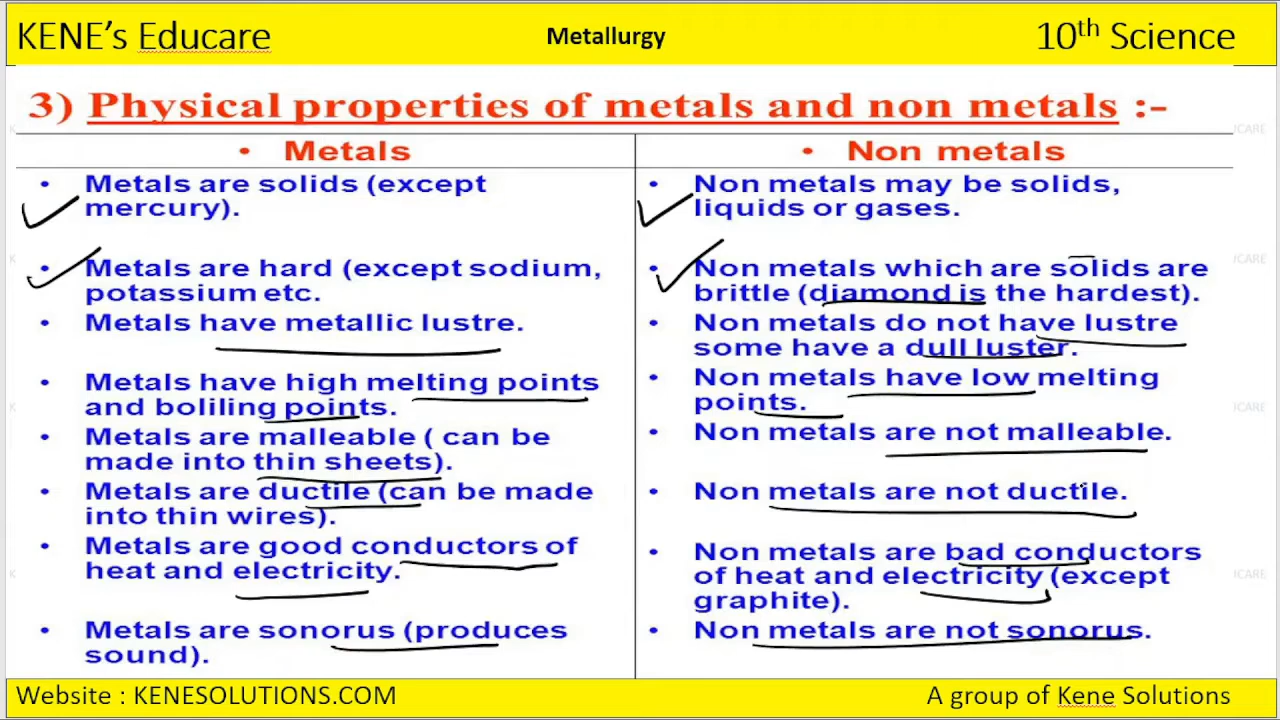 KENE's Educare
Metallurgy
10th Science
3) Physical properties of metals and non metals :-
• Metals
• Metals are solids (except
mercury).
• Metals are hard (except sodium,
potassium etc.
• Metals have metallic lustre.
• Metals have high melting points
and boliling points.
• Metals are malleable ( can be
made into thin sheets).
• Metals are ductile (can be made
into thin wires).
• Metals are good conductors of
heat and electricity.
• Metals are sonorus (produces
sound).
• Non metals
• Non metals may be solids,
liquids or gases.
• Non metals which are solids are
brittle (diamond is the hardest).
• Non metals do not have lustre
some have a dull luster.
• Non metals have low melting
points.
• Non metals are not malleable.
• Non metals are not ductile.
• Non metals are bad conductors
of heat and electricity (except
graphite).
• Non metals are not sonorus.
JCARE
JCARE
JCARE
JCARE
Website : KENESOLUTIONS.COM
A group of Kene Solutions